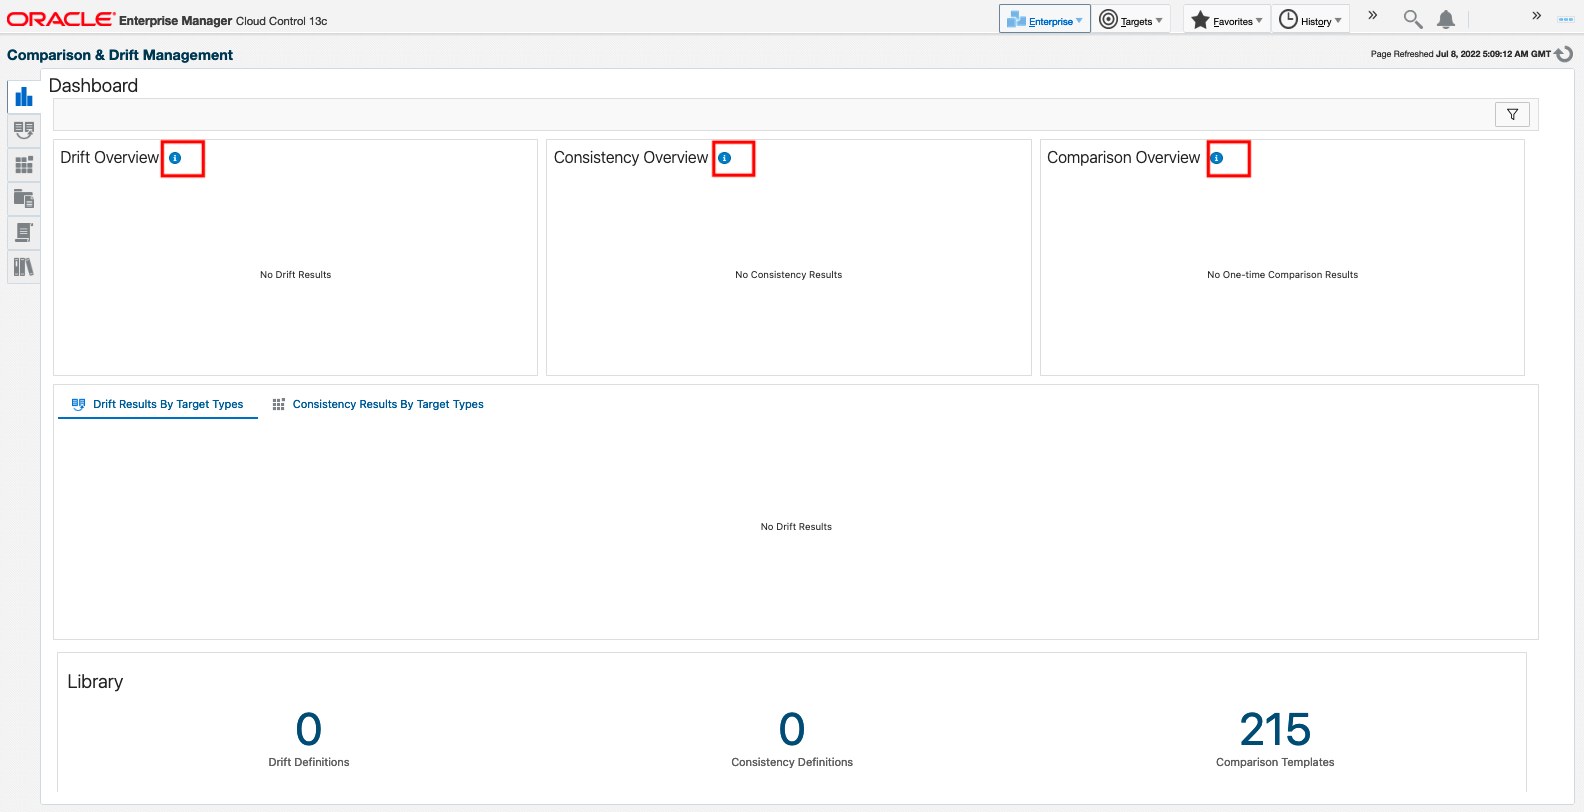 ORACLE Enterprise Manager Cloud Control 13c
Enterprise
Targets
Favorites
History
»
»
Comparison & Drift Management
Page Refreshed Jul 8, 2022 5:09:12 AM GMT
Dashboard
Drift Overview
Consistency Overview
Comparison Overview
No Drift Results
No Consistency Results
No One-time Comparison Results
Drift Results By Target Types
Consistency Results By Target Types
No Drift Results
Library
0
0
215
Drift Definitions
Consistency Definitions
Comparison Templates